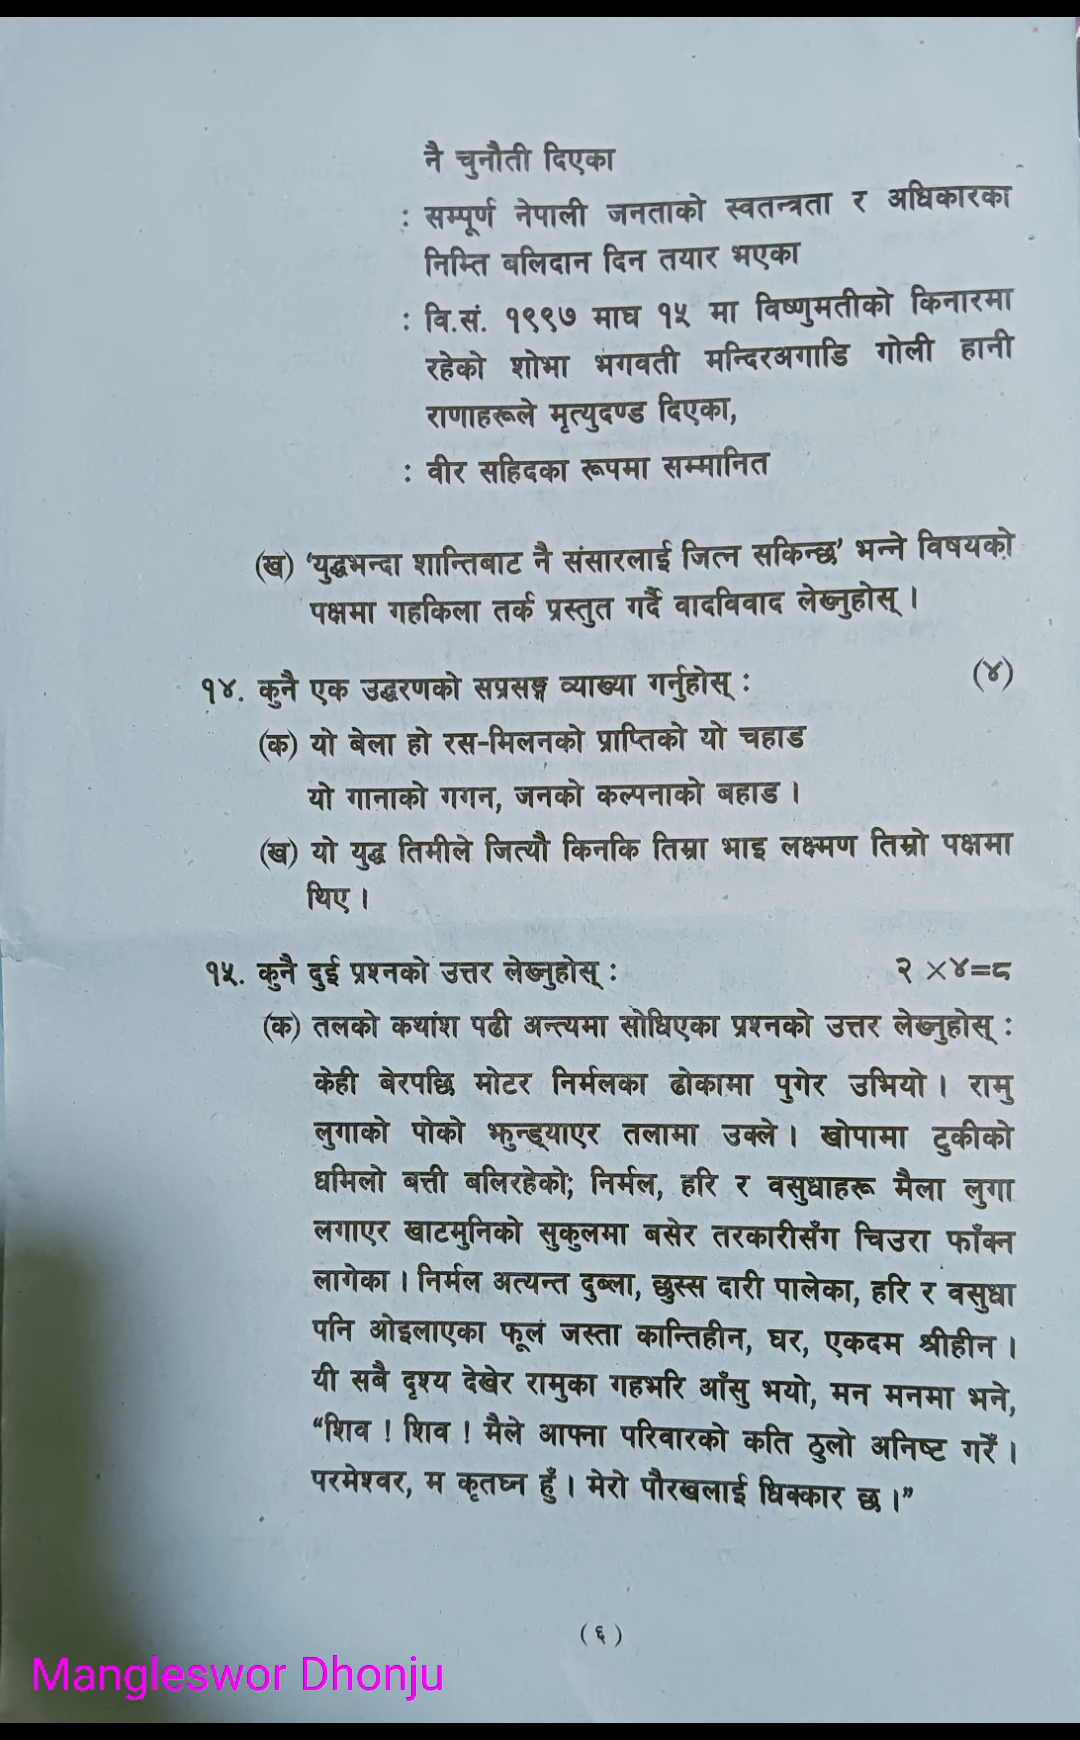 नै चुनौती दिएका
: सम्पूर्ण नेपाली जनताको स्वतन्त्रता र अधिकारका
निम्ति बलिदान दिन तयार भएका
: वि.सं. १९९७ माघ १५ मा विष्णुमतीको किनारमा
रहेको शोभा भगवती मन्दिरअगाडि गोली हानी
राणाहरूले मृत्युदण्ड दिएका,
: वीर सहिदका रूपमा सम्मानित
(ख) ‘युद्धभन्दा शान्तिबाट नै संसारलाई जित्न सकिन्छ’ भन्ने विषयको
पक्षमा गहकिला तर्क प्रस्तुत गर्दै वादविवाद लेख्नुहोस् ।
१४. कुनै एक उद्धरणको सप्रसङ्ग व्याख्या गर्नुहोस् : (४)
(क) यो बेला हो रस-मिलनको प्राप्तिको यो चहाड
यो गानाको गगन, जनको कल्पनाको बहाड ।
(ख) यो युद्ध तिमीले जित्यौ किनकि तिम्रा भाइ लक्ष्मण तिम्रो पक्षमा
थिए ।
१५. कुनै दुई प्रश्नको उत्तर लेख्नुहोस् : २ ×४=८
(क) तलको कथांश पढी अन्त्यमा सोधिएका प्रश्नको उत्तर लेख्नुहोस् :
केही बेरपछि मोटर निर्मलका ढोकामा पुगेर उभियो । रामु
लुगाको पोको झुन्ड्याएर तलामा उक्ले । खोपामा टुकीको
धमिलो बत्ती बलिरहेको; निर्मल, हरि र वसुधाहरू मैला लुगा
लगाएर खाटमुनिको सुकुलमा बसेर तरकारीसँग चिउरा फाँक्न
लागेका । निर्मल अत्यन्त दुब्ला, छुस्स दारी पालेका, हरि र वसुधा
पनि ओइलाएका फूल जस्ता कान्तिहीन, घर, एकदम श्रीहीन ।
यी सबै दृश्य देखेर रामुका गहभरि आँसु भयो, मन मनमा भने,
“शिव ! शिव ! मैले आफ्ना परिवारको कति ठुलो अनिष्ट गरेँ ।
परमेश्वर, म कृतघ्न हुँ । मेरो पौरखलाई धिक्कार छ ।”
(६)
Mangleswor Dhonju